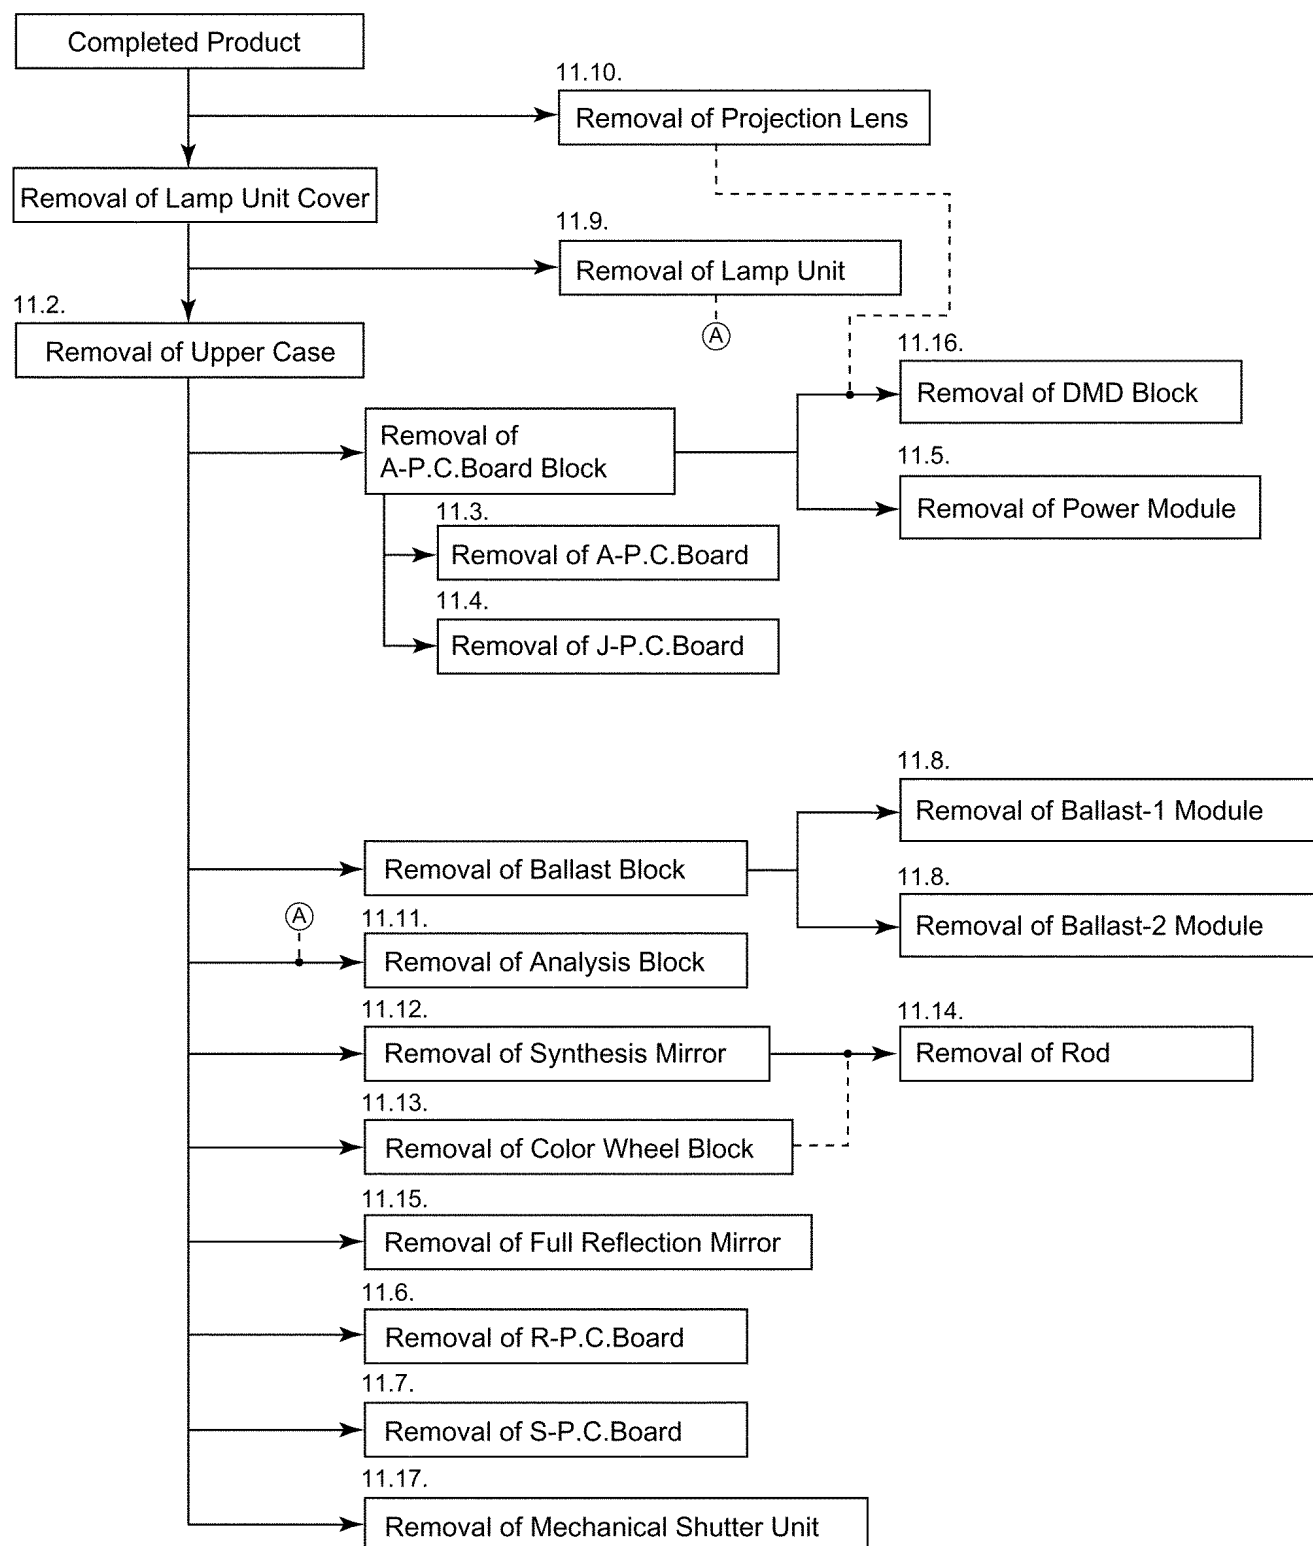 Completed Product
11.10.
Removal of Projection Lens
Removal of Lamp Unit Cover
11.9.
Removal of Lamp Unit
A
11.2.
Removal of Upper Case
11.16.
Removal of DMD Block
Removal of
A-P.C.Board Block
11.5.
Removal of Power Module
11.3.
Removal of A-P.C.Board
11.4.
Removal of J-P.C.Board
11.8.
Removal of Ballast-1 Module
Removal of Ballast Block
11.8.
Removal of Ballast-2 Module
A
11.11.
Removal of Analysis Block
11.12.
Removal of Synthesis Mirror
11.14.
Removal of Rod
11.13.
Removal of Color Wheel Block
11.15.
Removal of Full Reflection Mirror
11.6.
Removal of R-P.C.Board
11.7.
Removal of S-P.C.Board
11.17.
Removal of Mechanical Shutter Unit